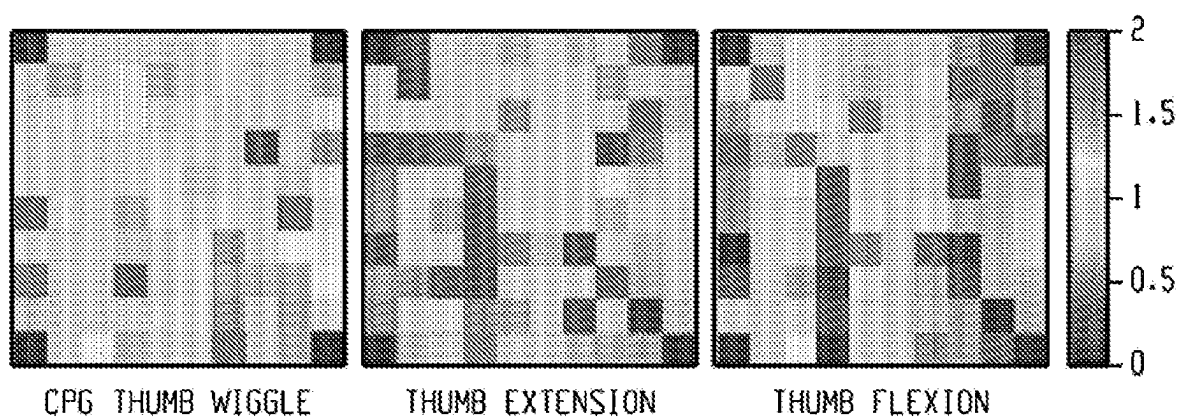 2
1.5
1
0.5
0
CPG THUMB WIGGLE
THUMB EXTENSION
THUMB FLEXION